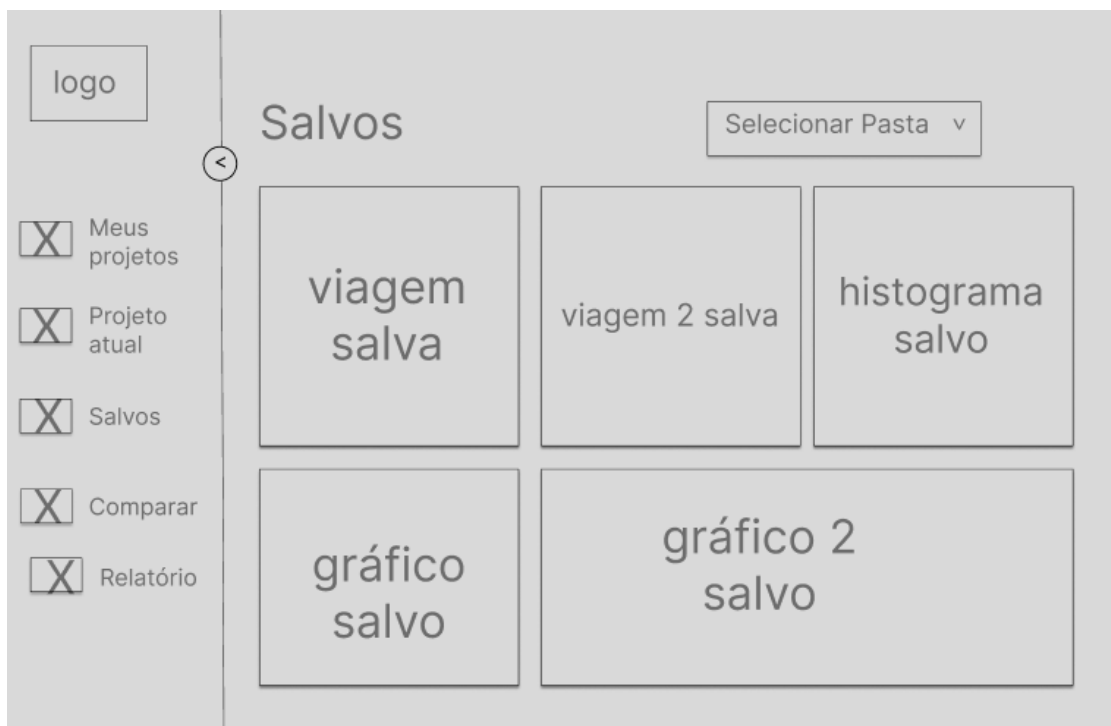 logo
<
Meus
projetos
Projeto
atual
Salvos
Comparar
Relatório
Salvos
Selecionar Pasta v
viagem
salva
viagem 2 salva
histograma
salvo
gráfico
salvo
gráfico 2
salvo
X
X
X
X
X